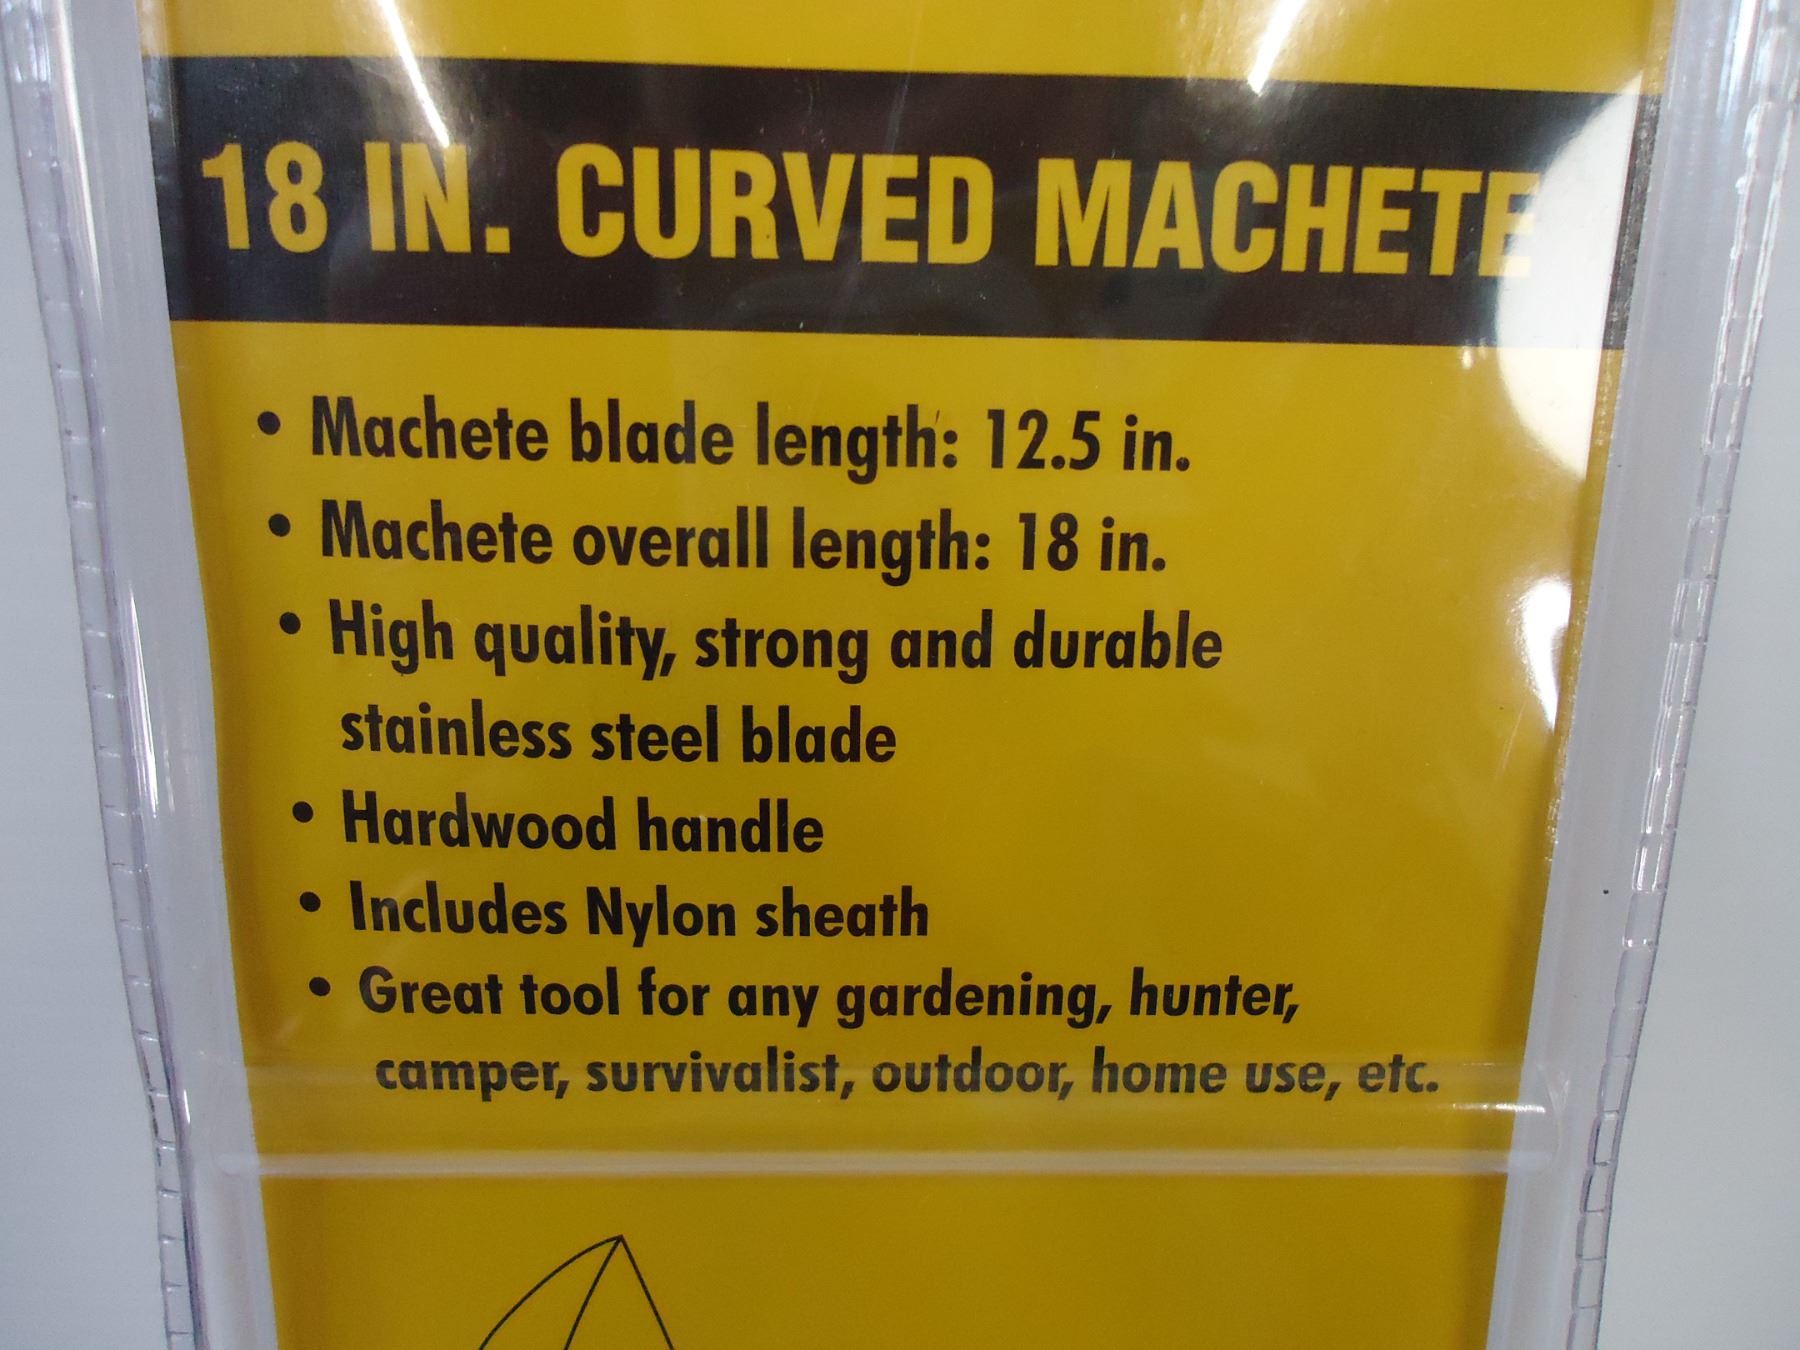 18 IN. CURVED MACHETE
• Machete blade length: 12.5 in.
• Machete overall length: 18 in.
• High quality, strong and durable
stainless steel blade
• Hardwood handle
• Includes Nylon sheath
• Great tool for any gardening, hunter,
camper, survivalist, outdoor, home use, etc.